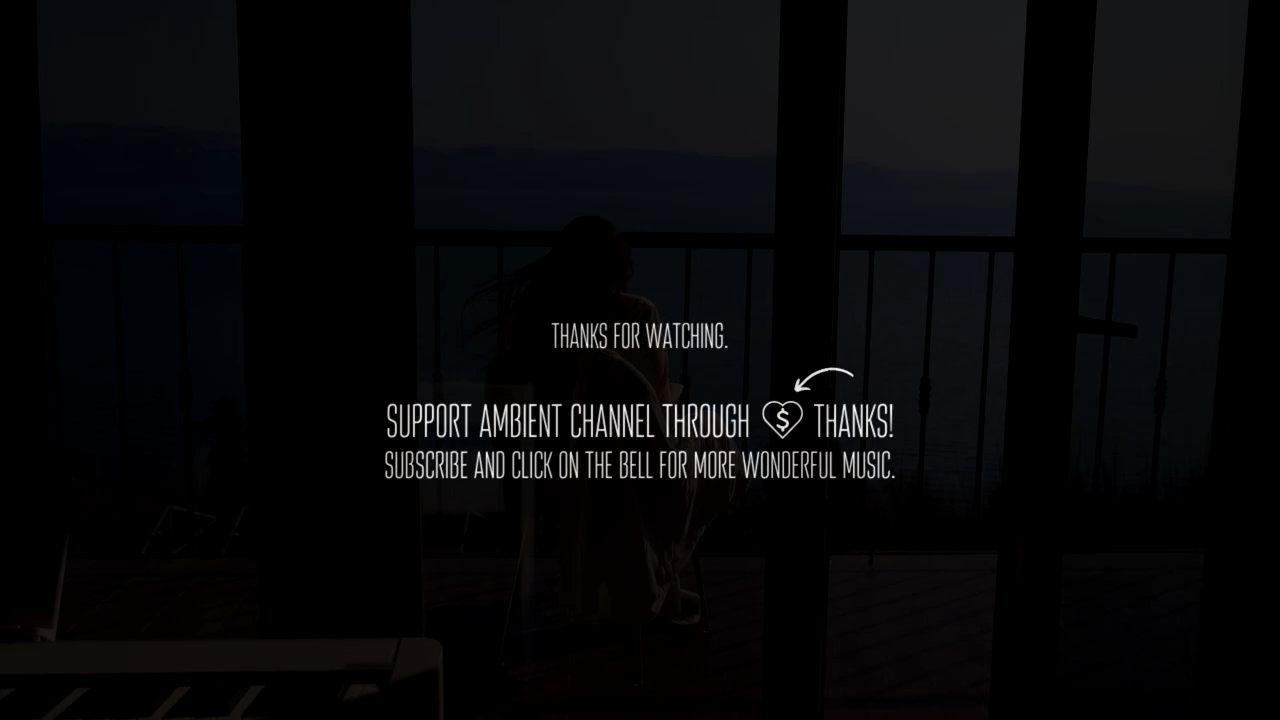 THANKS FOR WATCHING.
SUPPORT AMBIENT CHANNEL THROUGH $ THANKS!
SUBSCRIBE AND CLICK ON THE BELL FOR MORE WONDERFUL MUSIC.